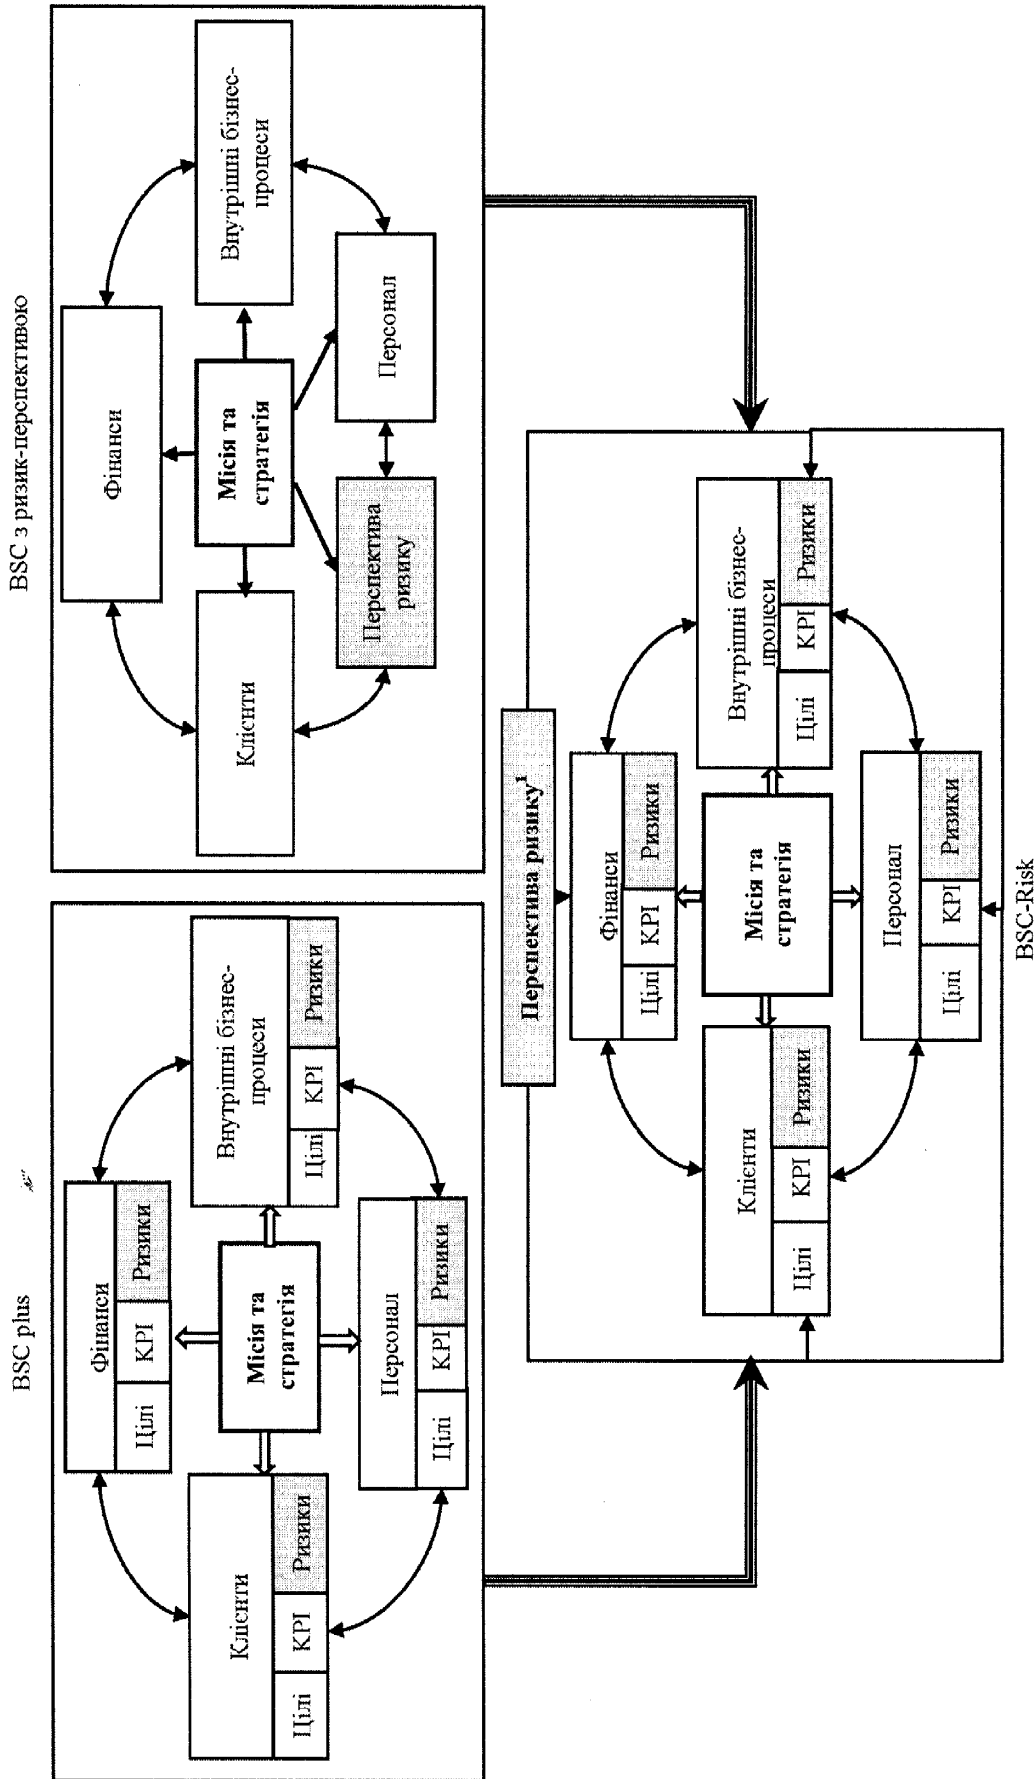 BSC plus
Фінанси
Цілі
KPI
Ризики
Клієнти
Цілі
KPI
Ризики
Місія та
стратегія
Внутрішні бізнес-
процеси
Цілі
KPI
Ризики
Персонал
Цілі
KPI
Ризики
BSC з ризик-перспективою
Фінанси
Клієнти
Місія та
стратегія
Внутрішні бізнес-
процеси
Перспектива
ризику
Персонал
Перспектива ризику¹
Фінанси
Цілі
KPI
Ризики
Клієнти
Цілі
KPI
Ризики
Місія та
стратегія
Внутрішні бізнес-
процеси
Цілі
KPI
Ризики
Персонал
Цілі
KPI
Ризики
BSC-Risk